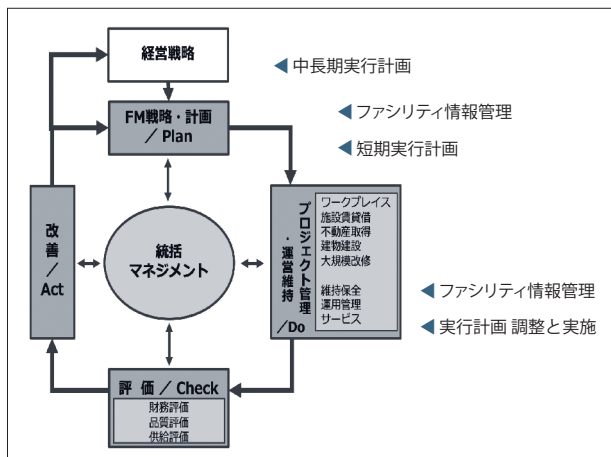 経営戦略
◀ 中長期実行計画
FM戦略・計画
/ Plan
◀ ファシリティ情報管理
◀ 短期実行計画
改善/
Act
統括
マネジメント
プロジェクト管理
・運営維持
/Do
ワークプレイス
施設賃貸借
不動産取得
建物建設
大規模改修
維持保全
運用管理
サービス
◀ ファシリティ情報管理
◀ 実行計画 調整と実施
評 価 / Check
財務評価
品質評価
供給評価